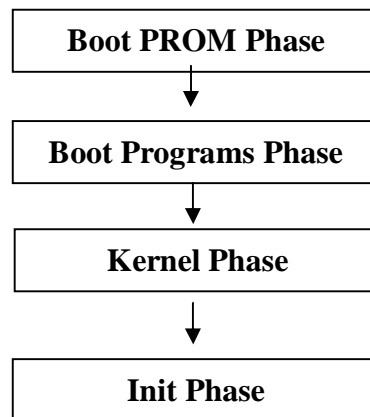 Boot PROM Phase
Boot Programs Phase
Kernel Phase
Init Phase